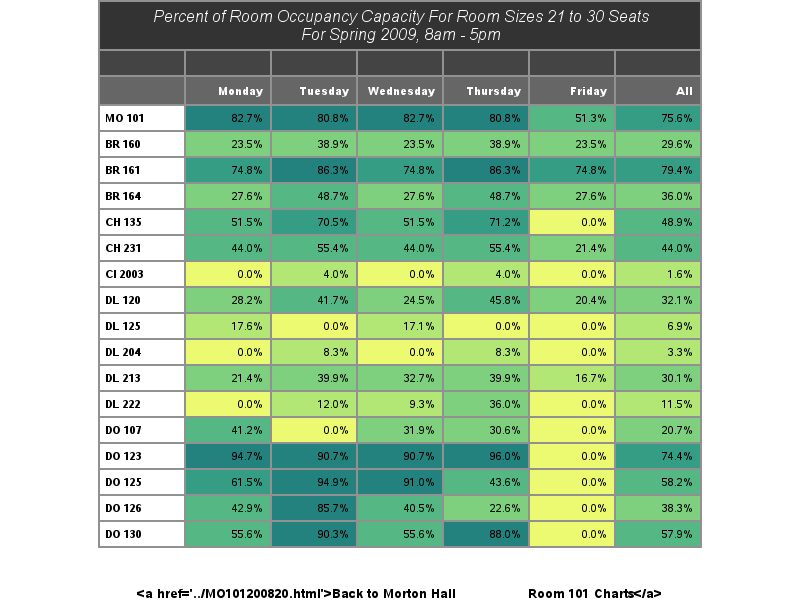 Percent of Room Occupancy Capacity For Room Sizes 21 to 30 Seats
For Spring 2009, 8am - 5pm
Monday Tuesday Wednesday Thursday Friday All
MO 101 82.7% 80.8% 82.7% 80.8% 51.3% 75.6%
BR 160 23.5% 38.9% 23.5% 38.9% 23.5% 29.6%
BR 161 74.8% 86.3% 74.8% 86.3% 74.8% 79.4%
BR 164 27.6% 48.7% 27.6% 48.7% 27.6% 36.0%
CH 135 51.5% 70.5% 51.5% 71.2% 0.0% 48.9%
CH 231 44.0% 55.4% 44.0% 55.4% 21.4% 44.0%
CI 2003 0.0% 4.0% 0.0% 4.0% 0.0% 1.6%
DL 120 28.2% 41.7% 24.5% 45.8% 20.4% 32.1%
DL 125 17.6% 0.0% 17.1% 0.0% 0.0% 6.9%
DL 204 0.0% 8.3% 0.0% 8.3% 0.0% 3.3%
DL 213 21.4% 39.9% 32.7% 39.9% 16.7% 30.1%
DL 222 0.0% 12.0% 9.3% 36.0% 0.0% 11.5%
DO 107 41.2% 0.0% 31.9% 30.6% 0.0% 20.7%
DO 123 94.7% 90.7% 90.7% 96.0% 0.0% 74.4%
DO 125 61.5% 94.9% 91.0% 43.6% 0.0% 58.2%
DO 126 42.9% 85.7% 40.5% 22.6% 0.0% 38.3%
DO 130 55.6% 90.3% 55.6% 88.0% 0.0% 57.9%
<a href='../MO101200820.html'>Back to Morton Hall Room 101 Charts</a>